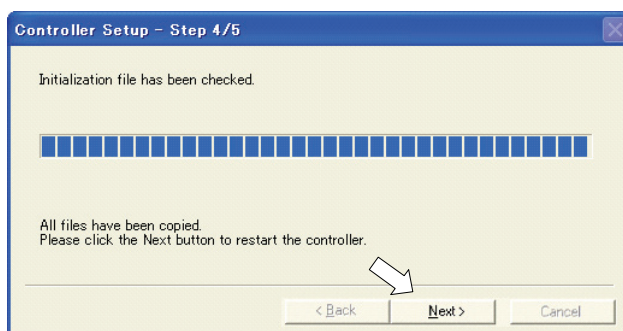 Controller Setup - Step 4/5
Initialization file has been checked.
All files have been copied.
Please click the Next button to restart the controller.
< Back
Next >
Cancel